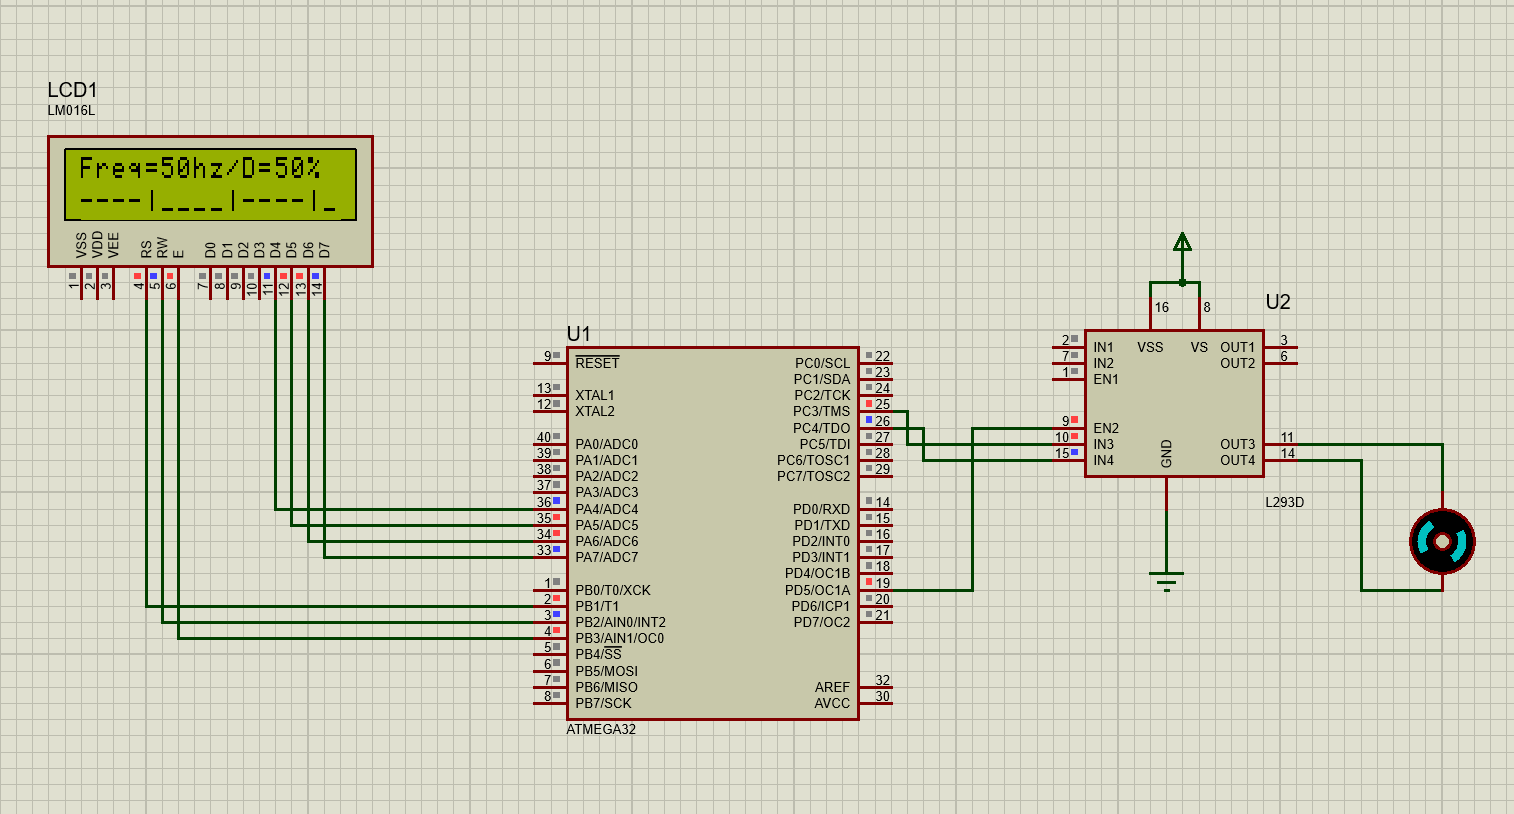 LCD1
LM016L
Freq=50hz/D=50%
----|____|----|_
VSS VDD VEE RS RW E D0 D1 D2 D3 D4 D5 D6 D7
1 2 3 4 5 6 7 8 9 10 11 12 13 14
U1
9 RESET
13 XTAL1
12 XTAL2
40 PA0/ADC0
39 PA1/ADC1
38 PA2/ADC2
37 PA3/ADC3
36 PA4/ADC4
35 PA5/ADC5
34 PA6/ADC6
33 PA7/ADC7
1 PB0/T0/XCK
2 PB1/T1
3 PB2/AIN0/INT2
4 PB3/AIN1/OC0
5 PB4/SS
6 PB5/MOSI
7 PB6/MISO
8 PB7/SCK
PC0/SCL 22
PC1/SDA 23
PC2/TCK 24
PC3/TMS 25
PC4/TDO 26
PC5/TDI 27
PC6/TOSC1 28
PC7/TOSC2 29
PD0/RXD 14
PD1/TXD 15
PD2/INT0 16
PD3/INT1 17
PD4/OC1B 18
PD5/OC1A 19
PD6/ICP1 20
PD7/OC2 21
AREF 32
AVCC 30
ATMEGA32
U2
16 8
2 IN1 VSS VS OUT1 3
7 IN2 OUT2 6
1 EN1
9 EN2
10 IN3 OUT3 11
15 IN4 OUT4 14
GND
L293D